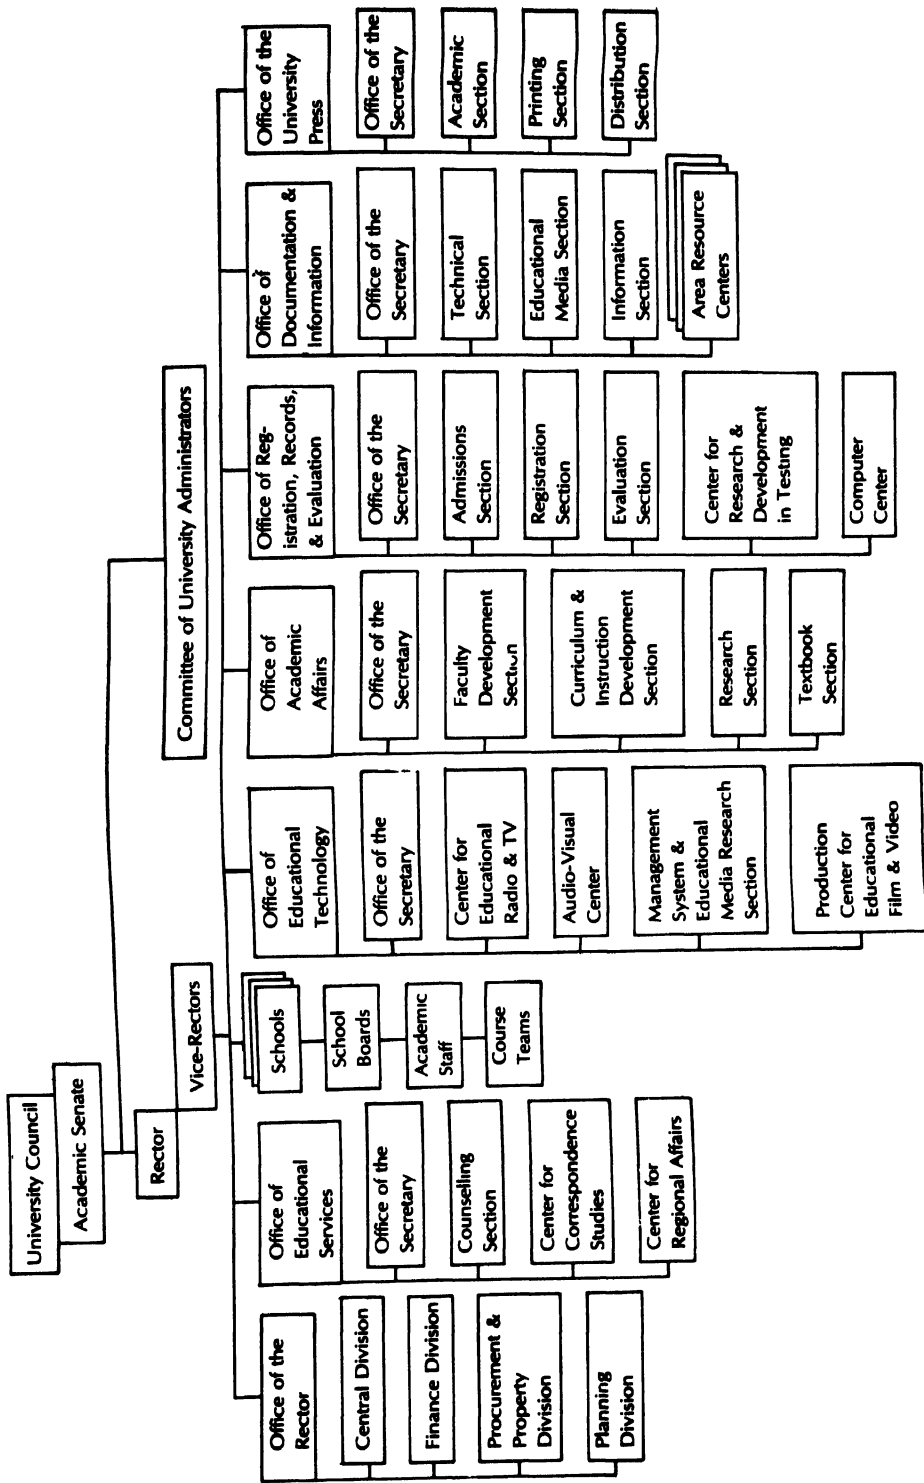 University Council
Academic Senate
Rector
Vice-Rectors
Committee of University Administrators
Office of the
Rector
Central Division
Finance Division
Procurement &
Property
Division
Planning
Division
Office of
Educational
Services
Office of the
Secretary
Counselling
Section
Center for
Correspondence
Studies
Center for
Regional Affairs
Schools
School
Boards
Academic
Staff
Course
Teams
Office of
Educational
Technology
Office of the
Secretary
Center for
Educational
Radio & TV
Audio-Visual
Center
Management
System &
Educational
Media Research
Section
Production
Center for
Educational
Film & Video
Office of
Academic
Affairs
Office of the
Secretary
Faculty
Development
Section
Curriculum &
Instruction
Development
Section
Research
Section
Textbook
Section
Office of Reg-
istration, Records,
& Evaluation
Office of the
Secretary
Admissions
Section
Registration
Section
Evaluation
Section
Center for
Research &
Development
in Testing
Computer
Center
Office of
Documentation &
Information
Office of the
Secretary
Technical
Section
Educational
Media Section
Information
Section
Area Resource
Centers
Office of the
University
Press
Office of the
Secretary
Academic
Section
Printing
Section
Distribution
Section